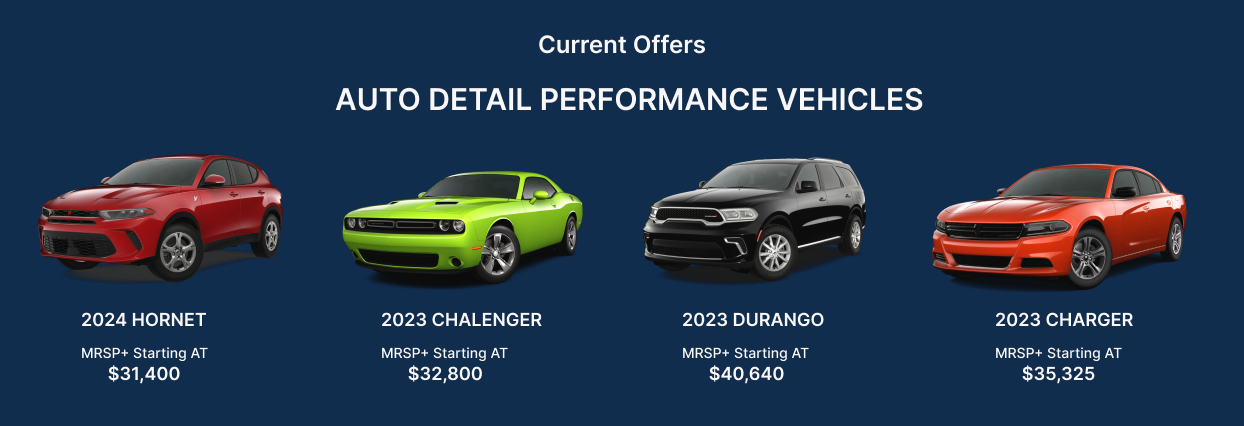 Current Offers
AUTO DETAIL PERFORMANCE VEHICLES
2024 HORNET
MRSP+ Starting AT
$31,400
2023 CHALENGER
MRSP+ Starting AT
$32,800
2023 DURANGO
MRSP+ Starting AT
$40,640
2023 CHARGER
MRSP+ Starting AT
$35,325